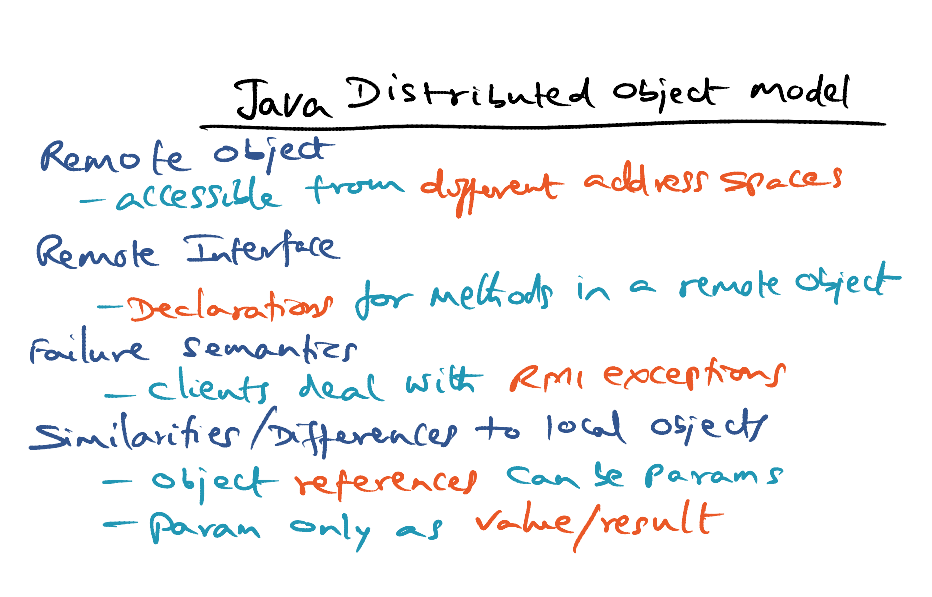 Java Distributed Object Model
Remote Object
- accessible from different address spaces
Remote Interface
- Declarations for methods in a remote object
Failure semantics
- clients deal with RMI exceptions
Similarities/Differences to local objects
- object references can be params
- Param only as value/result